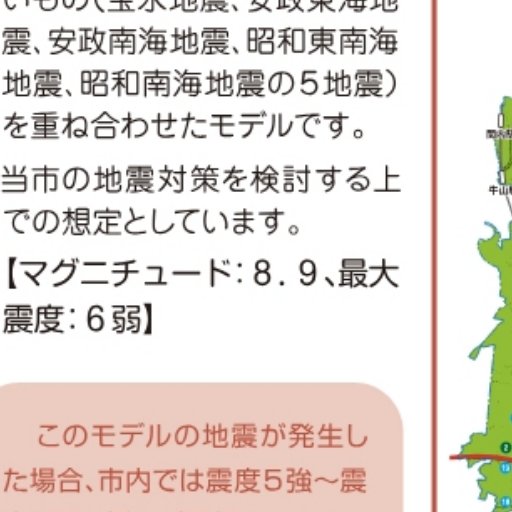 いもの（宝永地震、安政東海地
震、安政南海地震、昭和東南海
地震、昭和南海地震の５地震）
を重ね合わせたモデルです。
当市の地震対策を検討する上
での想定としています。
【マグニチュード：８．９、最大
震度：６弱】
このモデルの地震が発生し
た場合、市内では震度５強～震